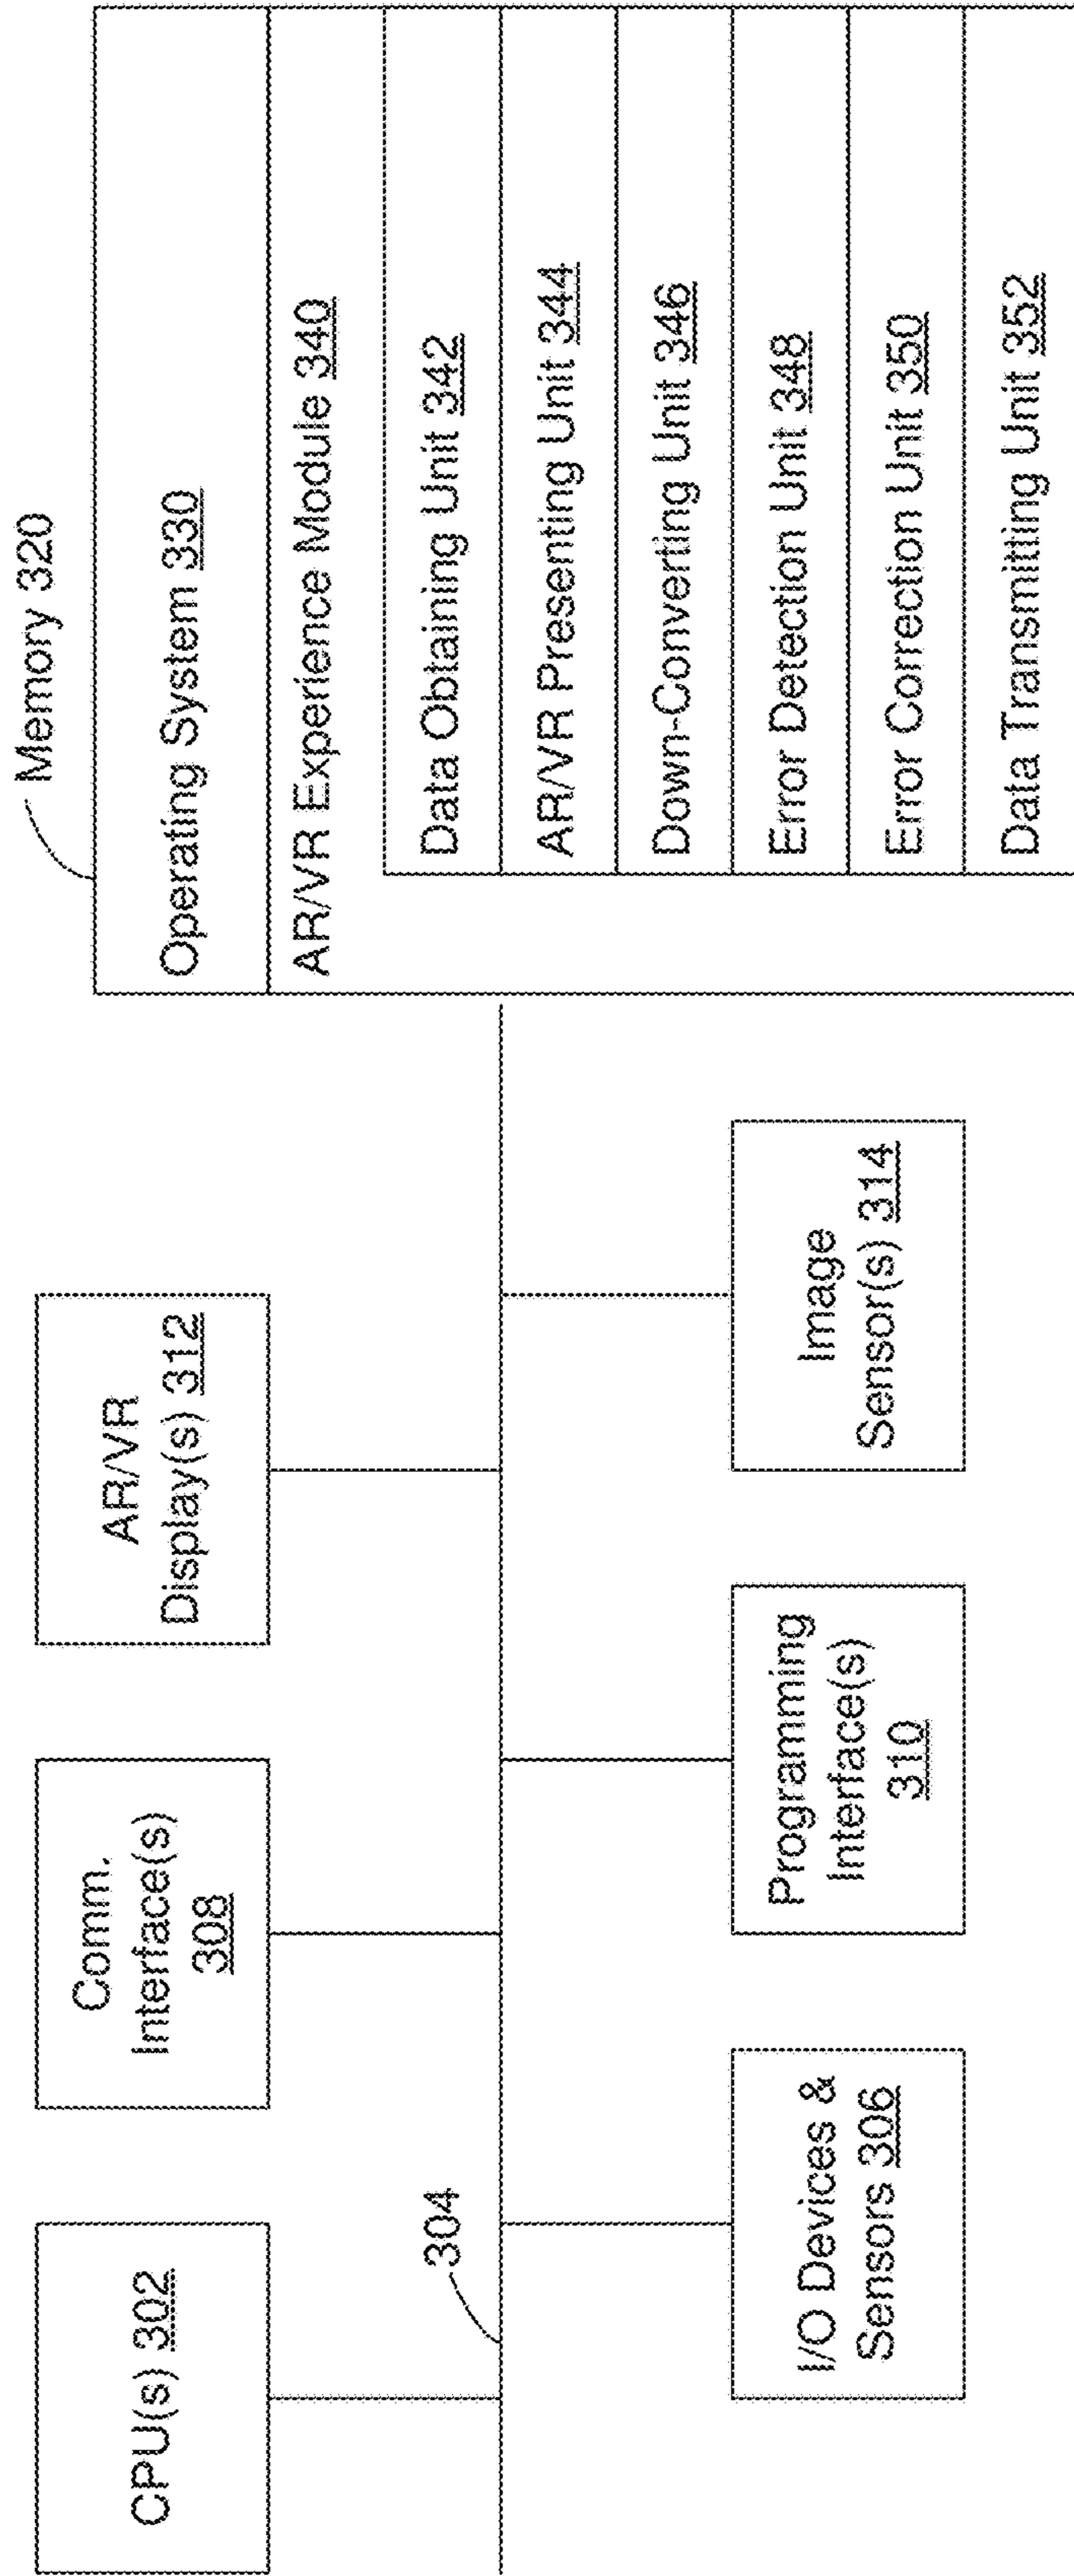 CPU(s) 302
Comm.
Interface(s)
308
AR/VR
Display(s) 312
304
I/O Devices &
Sensors 306
Programming
Interface(s)
310
Image
Sensor(s) 314
Memory 320
Operating System 330
AR/VR Experience Module 340
Data Obtaining Unit 342
AR/VR Presenting Unit 344
Down-Converting Unit 346
Error Detection Unit 348
Error Correction Unit 350
Data Transmitting Unit 352